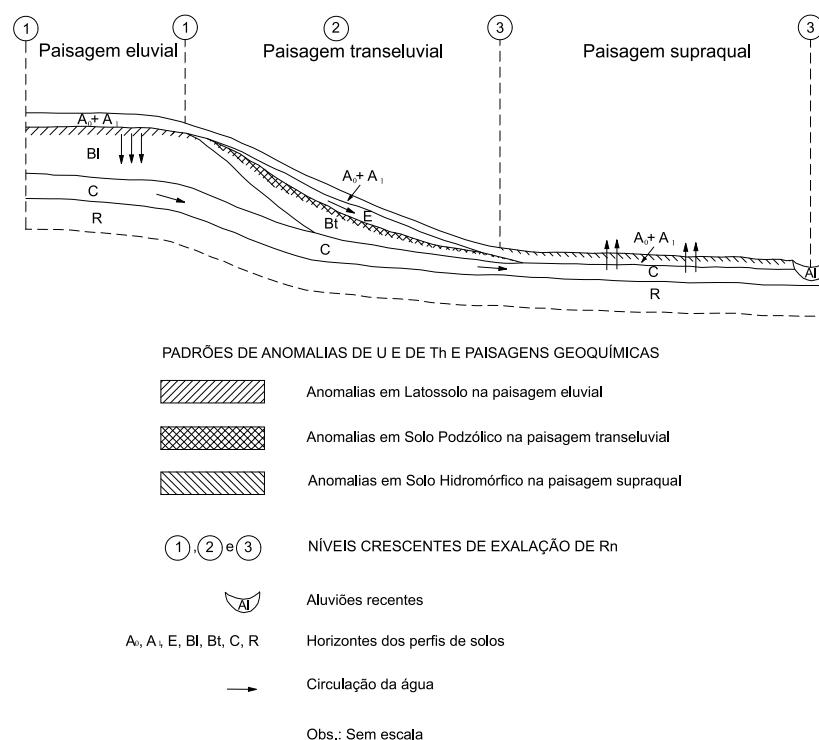 1 1 2 3 3
Paisagem eluvial Paisagem transeluvial Paisagem supraqual
A₀+ A₁
Bl
C
R
A₀+ A₁
E
Bt
C
A₀+ A₁
C
R
Al
PADRÕES DE ANOMALIAS DE U E DE Th E PAISAGENS GEOQUÍMICAS
Anomalias em Latossolo na paisagem eluvial
Anomalias em Solo Podzólico na paisagem transeluvial
Anomalias em Solo Hidromórfico na paisagem supraqual
1 , 2 e 3 NÍVEIS CRESCENTES DE EXALAÇÃO DE Rn
Al Aluviões recentes
A₀, A₁, E, Bl, Bt, C, R Horizontes dos perfis de solos
Circulação da água
Obs.: Sem escala